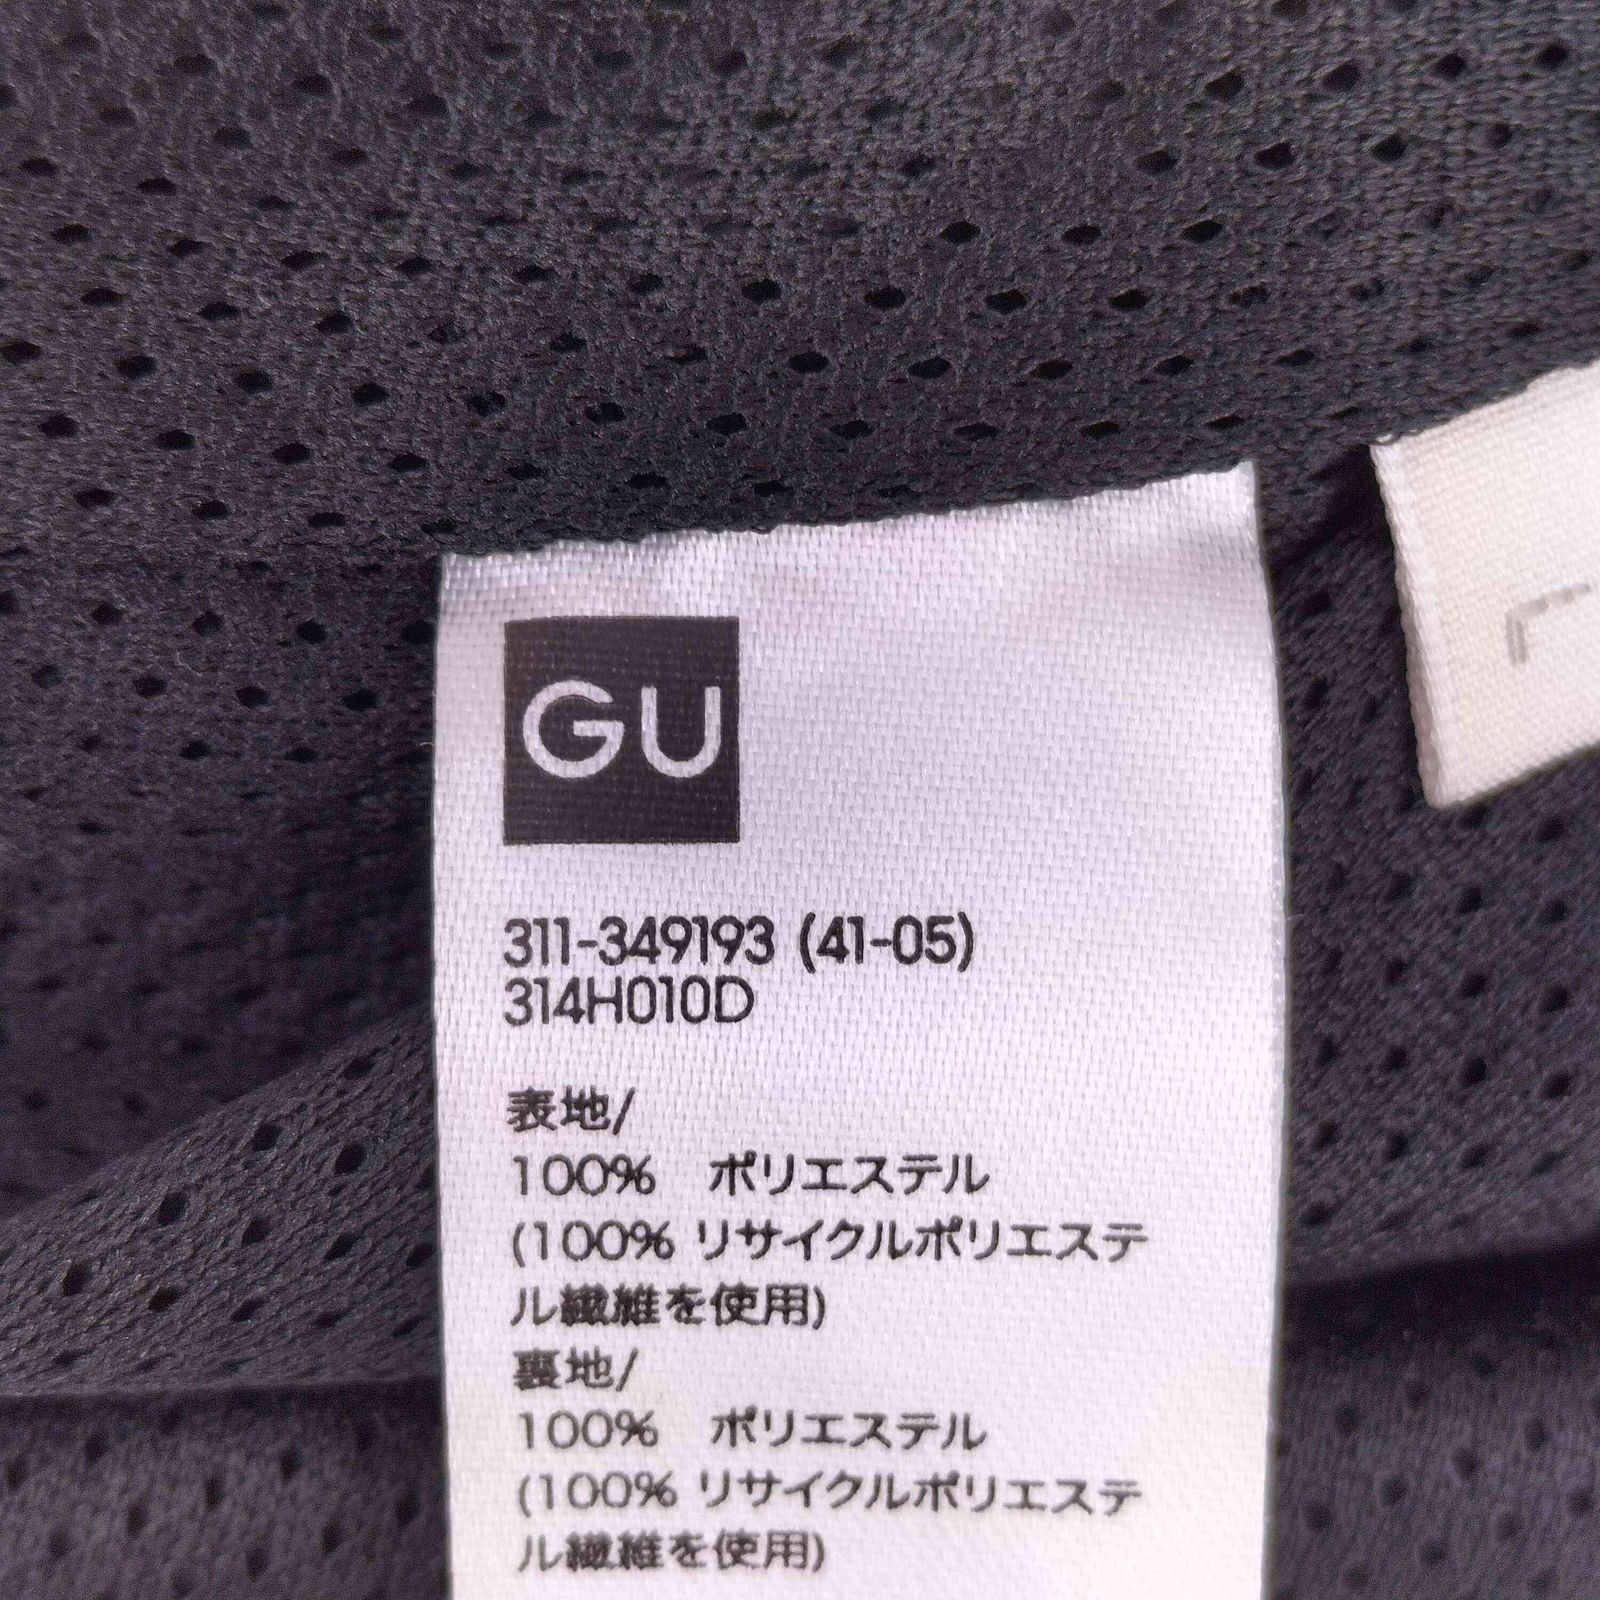 GU
311-349193 (41-05)
314H010D
表地/
100%　ポリエステル
(100% リサイクルポリエステ
ル繊維を使用)
裏地/
100%　ポリエステル
(100% リサイクルポリエステ
ル繊維を使用)